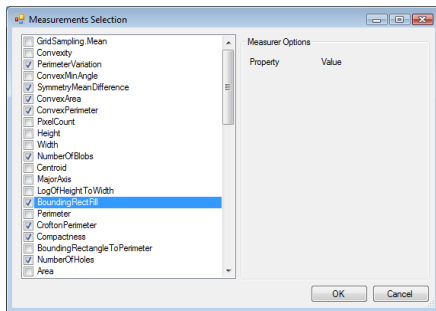 Measurements Selection
GridSampling.Mean
Convexity
PerimeterVariation
ConvexMinAngle
SymmetryMeanDifference
ConvexArea
ConvexPerimeter
PixelCount
Height
Width
NumberOfBlobs
Centroid
MajorAxis
LogOfHeightToWidth
BoundingRectFill
Perimeter
CroftonPerimeter
Compactness
BoundingRectangleToPerimeter
NumberOfHoles
Area
Measurer Options
Property Value
OK Cancel